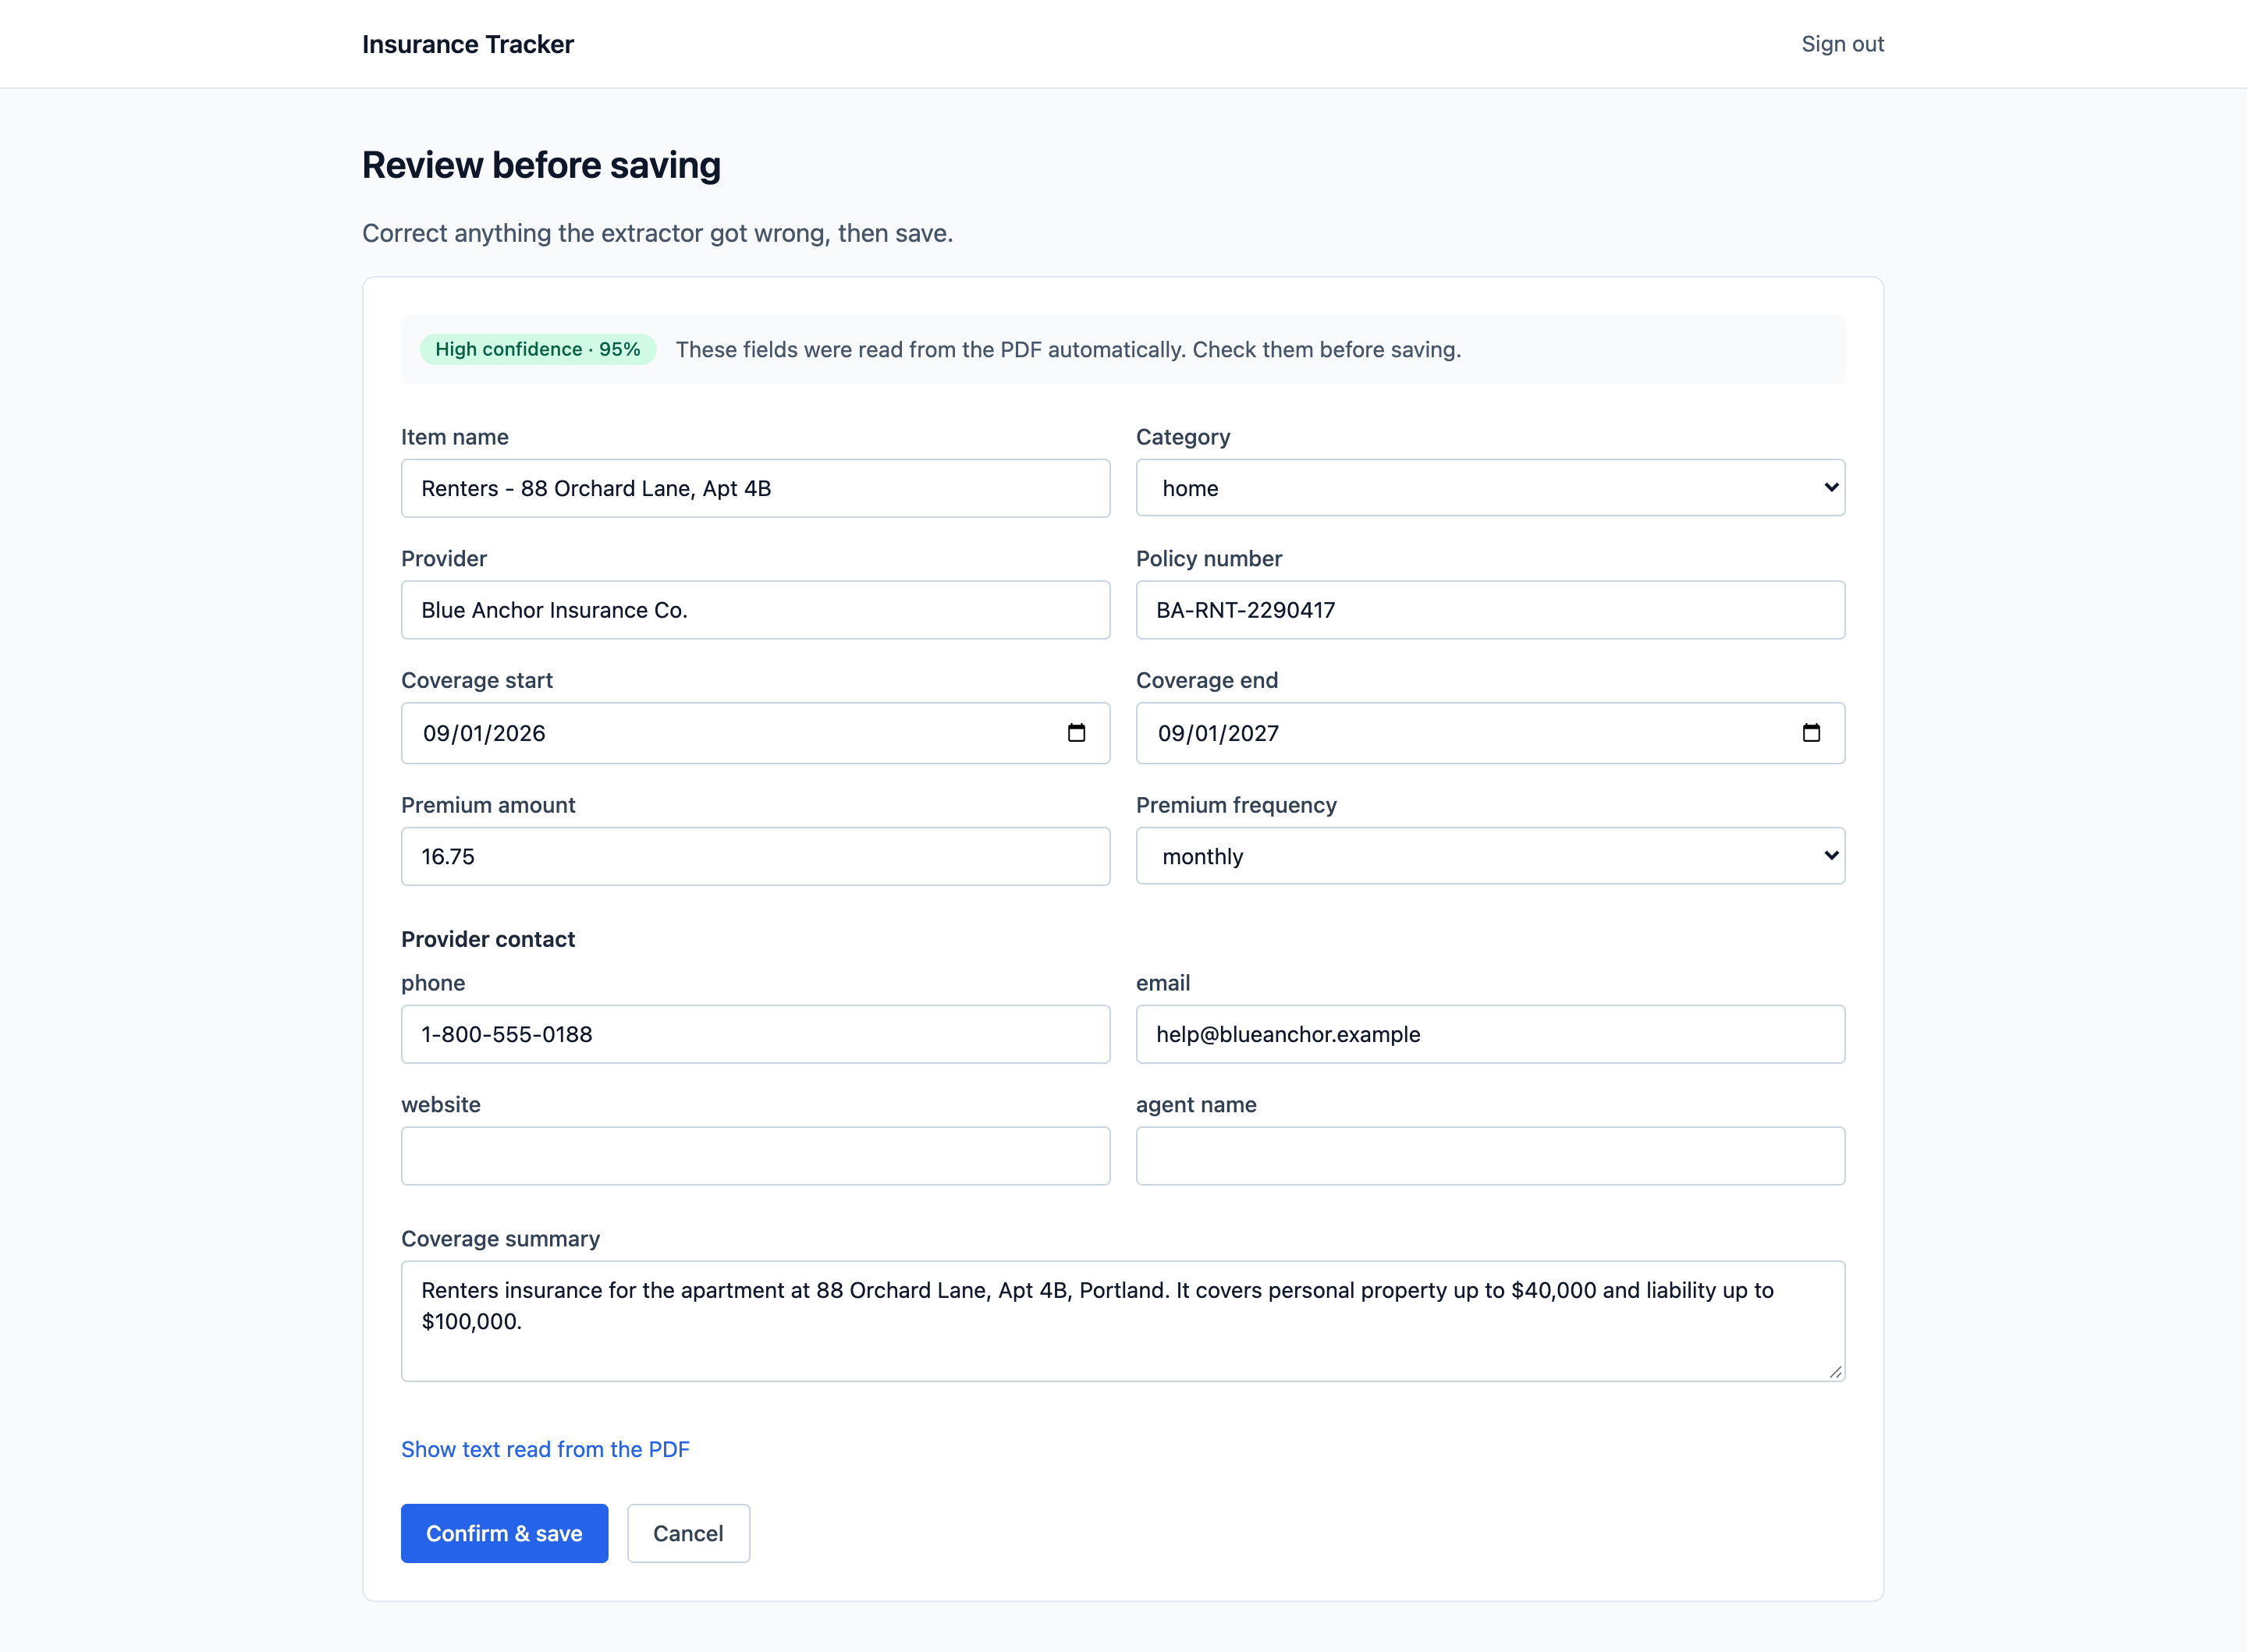 Insurance Tracker
Sign out
Review before saving
Correct anything the extractor got wrong, then save.
High confidence · 95%
These fields were read from the PDF automatically. Check them before saving.
Item name
Category
Renters - 88 Orchard Lane, Apt 4B
home
Provider
Policy number
Blue Anchor Insurance Co.
BA-RNT-2290417
Coverage start
Coverage end
09/01/2026
09/01/2027
Premium amount
Premium frequency
16.75
monthly
Provider contact
phone
email
1-800-555-0188
help@blueanchor.example
website
agent name
Coverage summary
Renters insurance for the apartment at 88 Orchard Lane, Apt 4B, Portland. It covers personal property up to $40,000 and liability up to
$100,000.
Show text read from the PDF
Confirm & save
Cancel